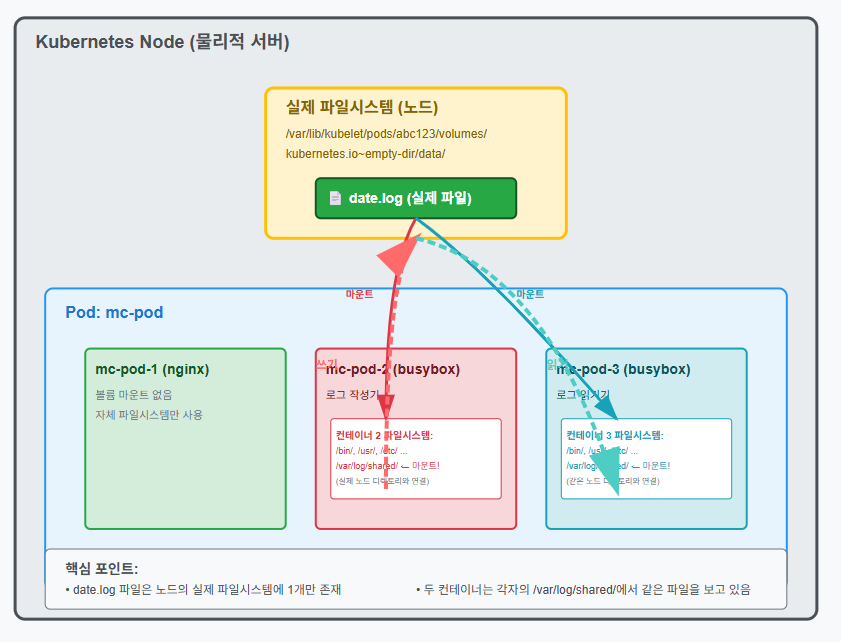 Kubernetes Node (물리적 서버)
실제 파일시스템 (노드)
/var/lib/kubelet/pods/abc123/volumes/
kubernetes.io~empty-dir/data/
date.log (실제 파일)
마운트
마운트
Pod: mc-pod
mc-pod-1 (nginx)
볼륨 마운트 없음
자체 파일시스템만 사용
쓰기
mc-pod-2 (busybox)
로그 작성기
컨테이너 2 파일시스템:
/bin/, /usr/, /etc/ ...
/var/log/shared/ ← 마운트!
(실제 노드 디렉토리와 연결)
읽기
mc-pod-3 (busybox)
로그 읽기기
컨테이너 3 파일시스템:
/bin/, /usr/, /etc/ ...
/var/log/shared/ ← 마운트!
(같은 노드 디렉토리와 연결)
핵심 포인트:
• date.log 파일은 노드의 실제 파일시스템에 1개만 존재
• 두 컨테이너는 각자의 /var/log/shared/에서 같은 파일을 보고 있음